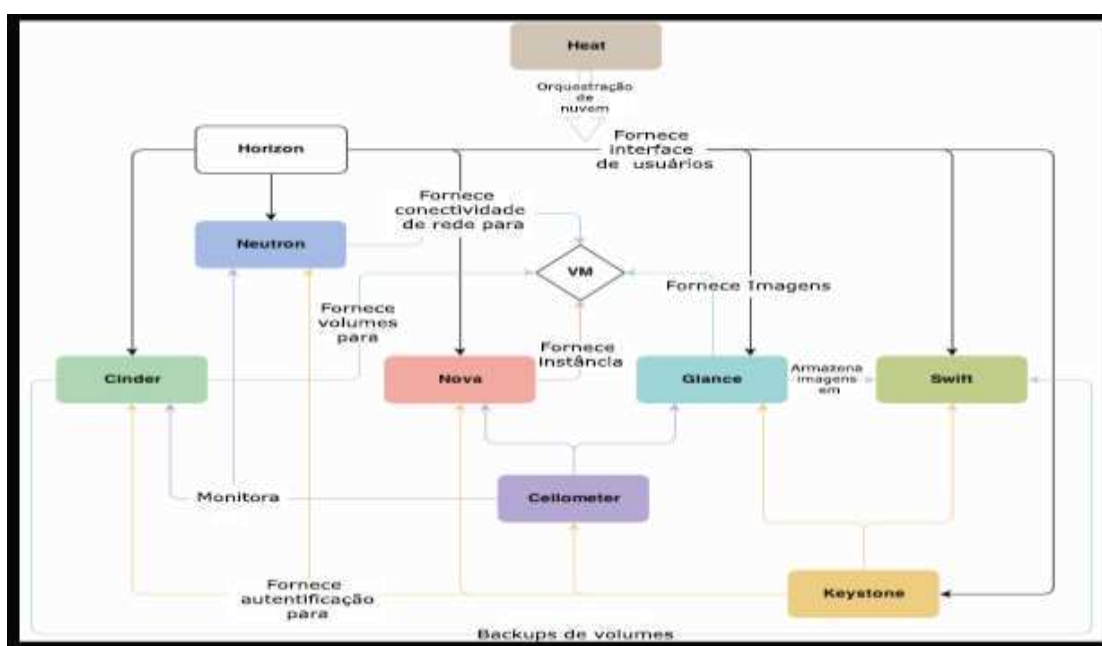 Heat
Orquestração
de
nuvem
Fornece
interface
de usuários
Horizon
Fornece
conectividade
de rede para
Neutron
VM
Fornece Imagens
Fornece
volumes
para
Fornece
instância
Cinder
Nova
Glance
Armazena
imagens
em
Swift
Monitora
Cellometer
Fornece
autentificação
para
Keystone
Backups de volumes